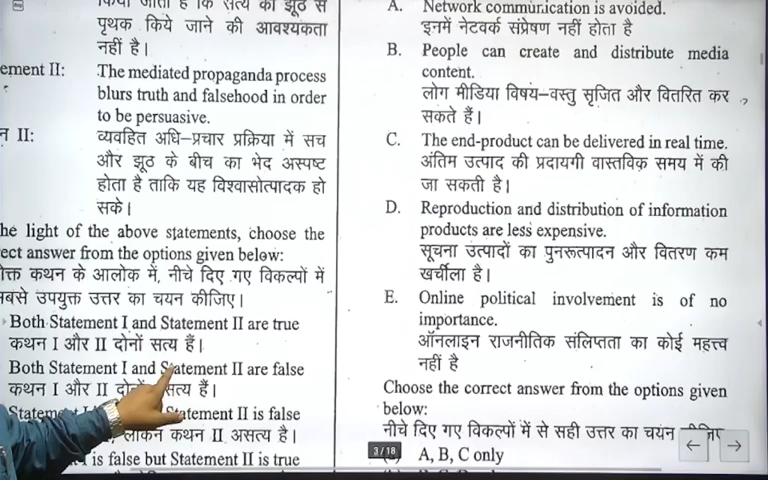 किया जाता है कि सत्य को झूठ से
पृथक किये जाने की आवश्यकता
नहीं है।
ement II: The mediated propaganda process
blurs truth and falsehood in order
to be persuasive.
न II: व्यवहित अधि–प्रचार प्रक्रिया में सच
और झूठ के बीच का भेद अस्पष्ट
होता है ताकि यह विश्वासोत्पादक हो
सके।
he light of the above statements, choose the
ect answer from the options given below:
क्त कथन के आलोक में, नीचे दिए गए विकल्पों में
बसे उपयुक्त उत्तर का चयन कीजिए।
Both Statement I and Statement II are true
कथन I और II दोनों सत्य हैं।
Both Statement I and Statement II are false
कथन I और II सत्य हैं।
Statement II is false
लेकिन कथन II असत्य है।
is false but Statement II is true
A. Network communication is avoided.
इनमें नेटवर्क संप्रेषण नहीं होता है
B. People can create and distribute media
content.
लोग मीडिया विषय–वस्तु सृजित और वितरित कर
सकते हैं।
C. The end-product can be delivered in real time.
अंतिम उत्पाद की प्रदायगी वास्तविक समय में की
जा सकती है।
D. Reproduction and distribution of information
products are less expensive.
सूचना उत्पादों का पुनरूत्पादन और वितरण कम
खर्चीला है।
E. Online political involvement is of no
importance.
ऑनलाइन राजनीतिक संलिप्तता का कोई महत्त्व
नहीं है
Choose the correct answer from the options given
below:
नीचे दिए गए विकल्पों में से सही उत्तर का चयन
3 / 18
A, B, C only